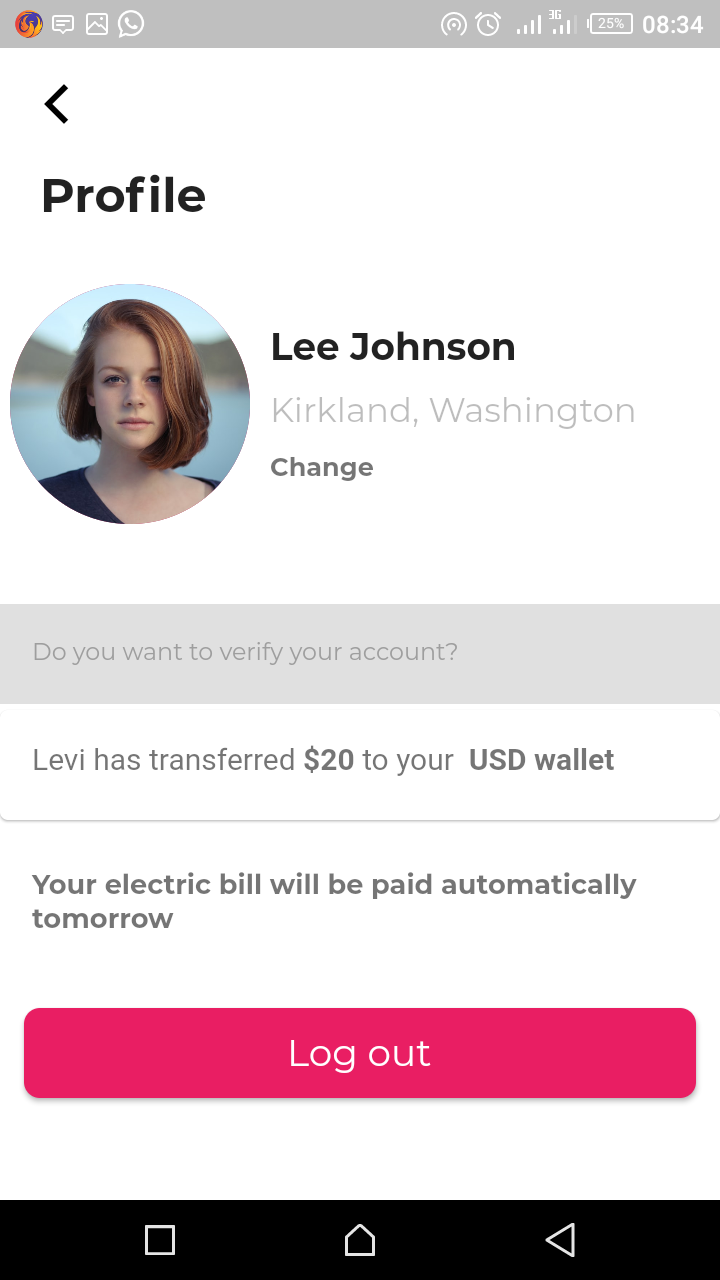 3G 25% 08:34
Profile
Lee Johnson
Kirkland, Washington
Change
Do you want to verify your account?
Levi has transferred $20 to your  USD wallet
Your electric bill will be paid automatically
tomorrow
Log out